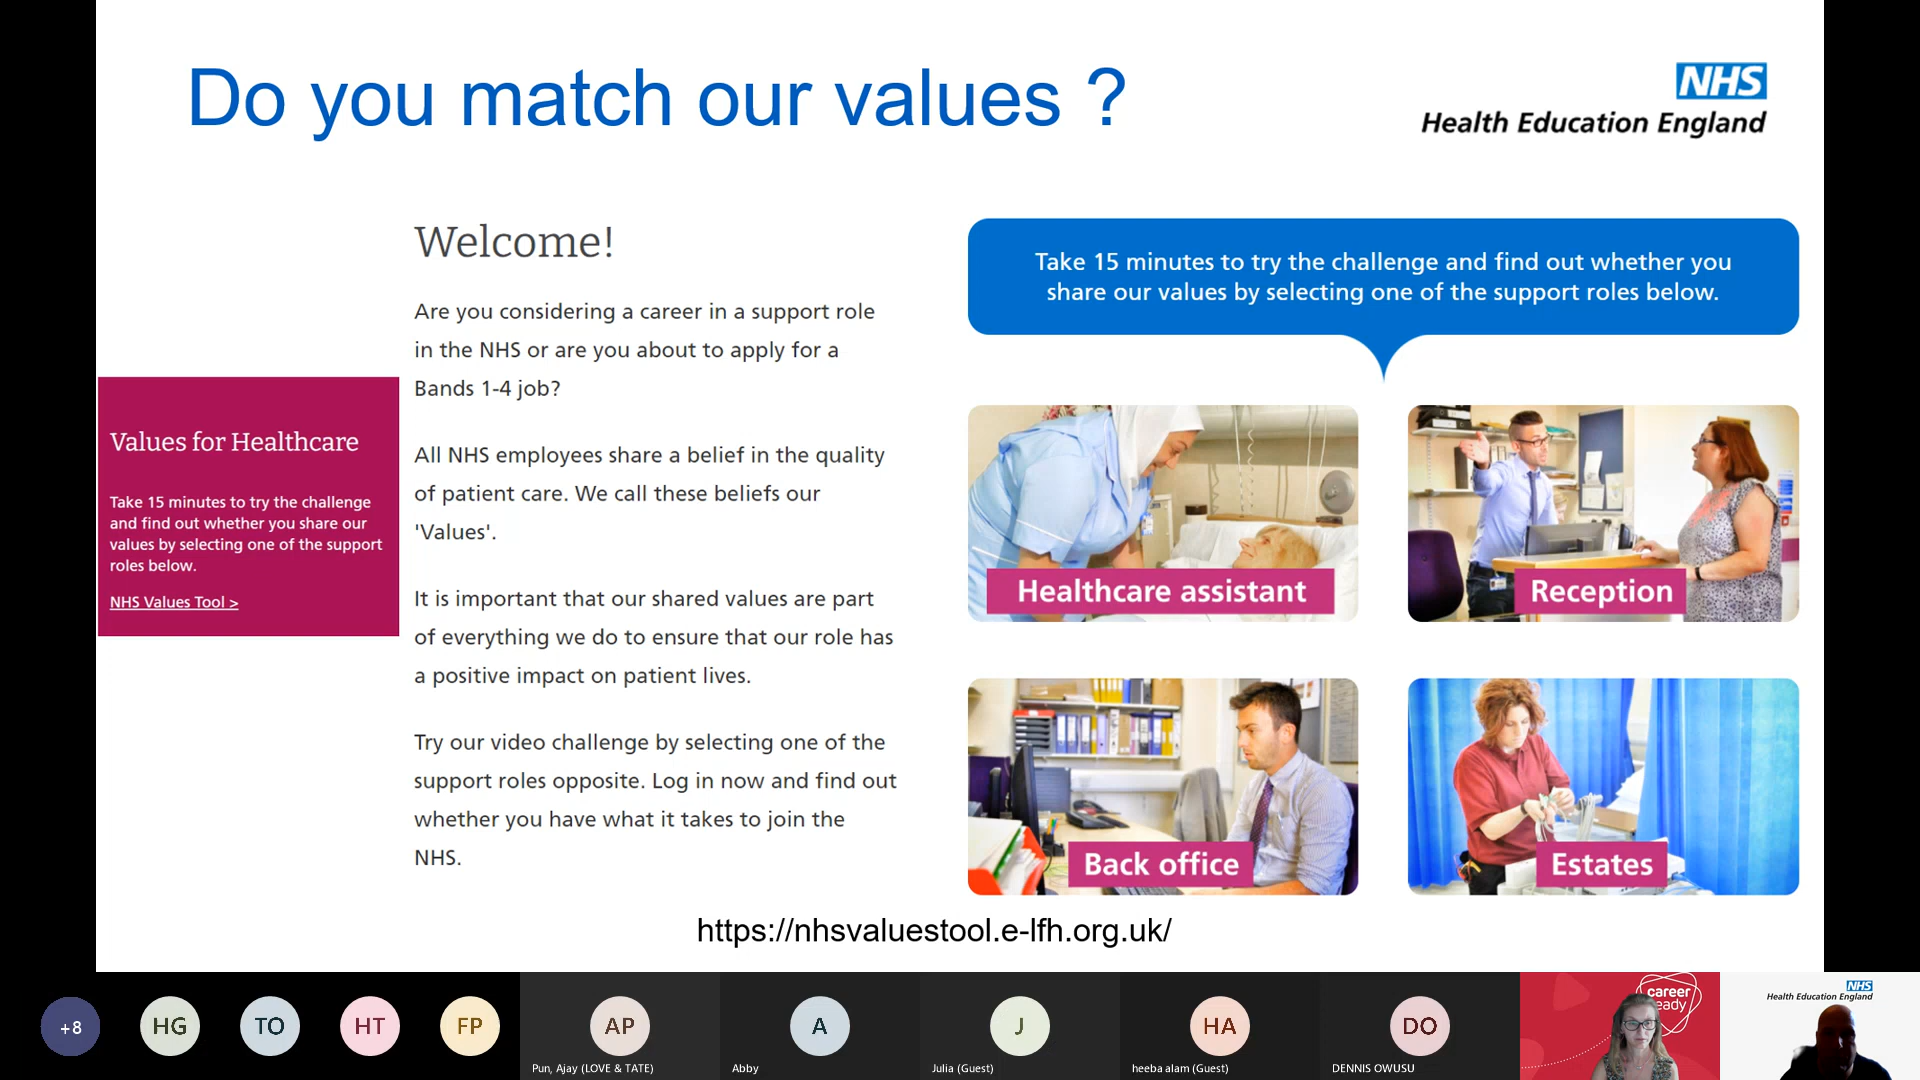 Do you match our values ?
NHS
Health Education England
Welcome!
Are you considering a career in a support role
in the NHS or are you about to apply for a
Bands 1-4 job?
All NHS employees share a belief in the quality
of patient care. We call these beliefs our
'Values'.
It is important that our shared values are part
of everything we do to ensure that our role has
a positive impact on patient lives.
Try our video challenge by selecting one of the
support roles opposite. Log in now and find out
whether you have what it takes to join the
NHS.
Values for Healthcare
Take 15 minutes to try the challenge
and find out whether you share our
values by selecting one of the support
roles below.
NHS Values Tool >
Take 15 minutes to try the challenge and find out whether you
share our values by selecting one of the support roles below.
Healthcare assistant
Reception
Back office
Estates
https://nhsvaluestool.e-lfh.org.uk/
+8
HG
TO
HT
FP
AP
Pun, Ajay (LOVE & TATE)
A
Abby
J
Julia (Guest)
HA
heeba alam (Guest)
DO
DENNIS OWUSU
career
NHS
Health Education England